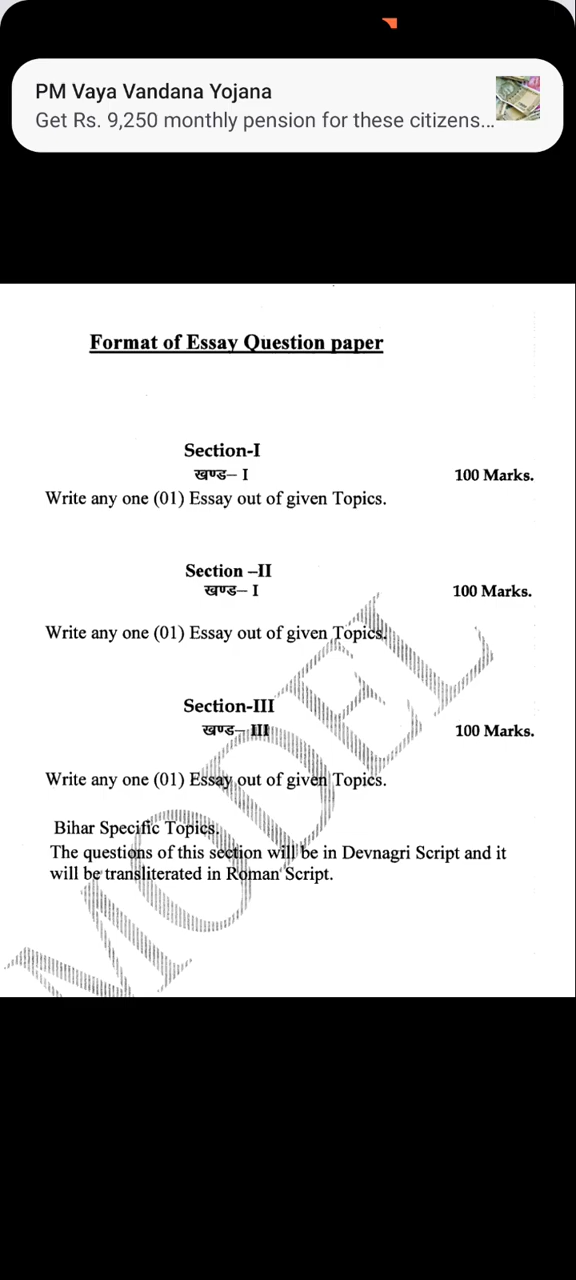 PM Vaya Vandana Yojana
Get Rs. 9,250 monthly pension for these citizens...
Format of Essay Question paper
Section-I
खण्ड– I 100 Marks.
Write any one (01) Essay out of given Topics.
Section –II
खण्ड– I 100 Marks.
Write any one (01) Essay out of given Topics.
Section-III
खण्ड– III 100 Marks.
Write any one (01) Essay out of given Topics.
Bihar Specific Topics.
The questions of this section will be in Devnagri Script and it
will be transliterated in Roman Script.
MODEL